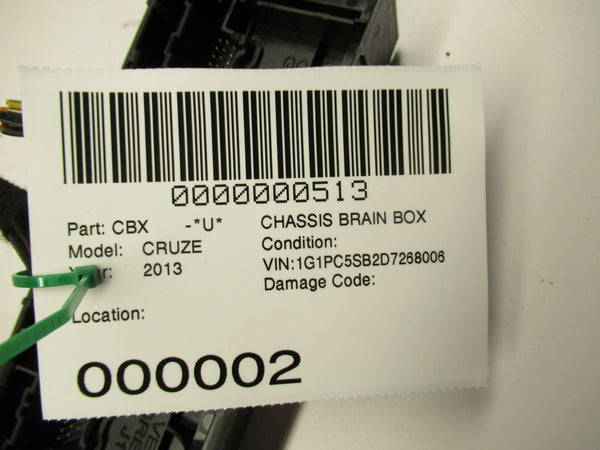 0000000513
Part: CBX -*U* CHASSIS BRAIN BOX
Model: CRUZE Condition:
2013 VIN:1G1PC5SB2D7268006
Damage Code:
Location:
000002